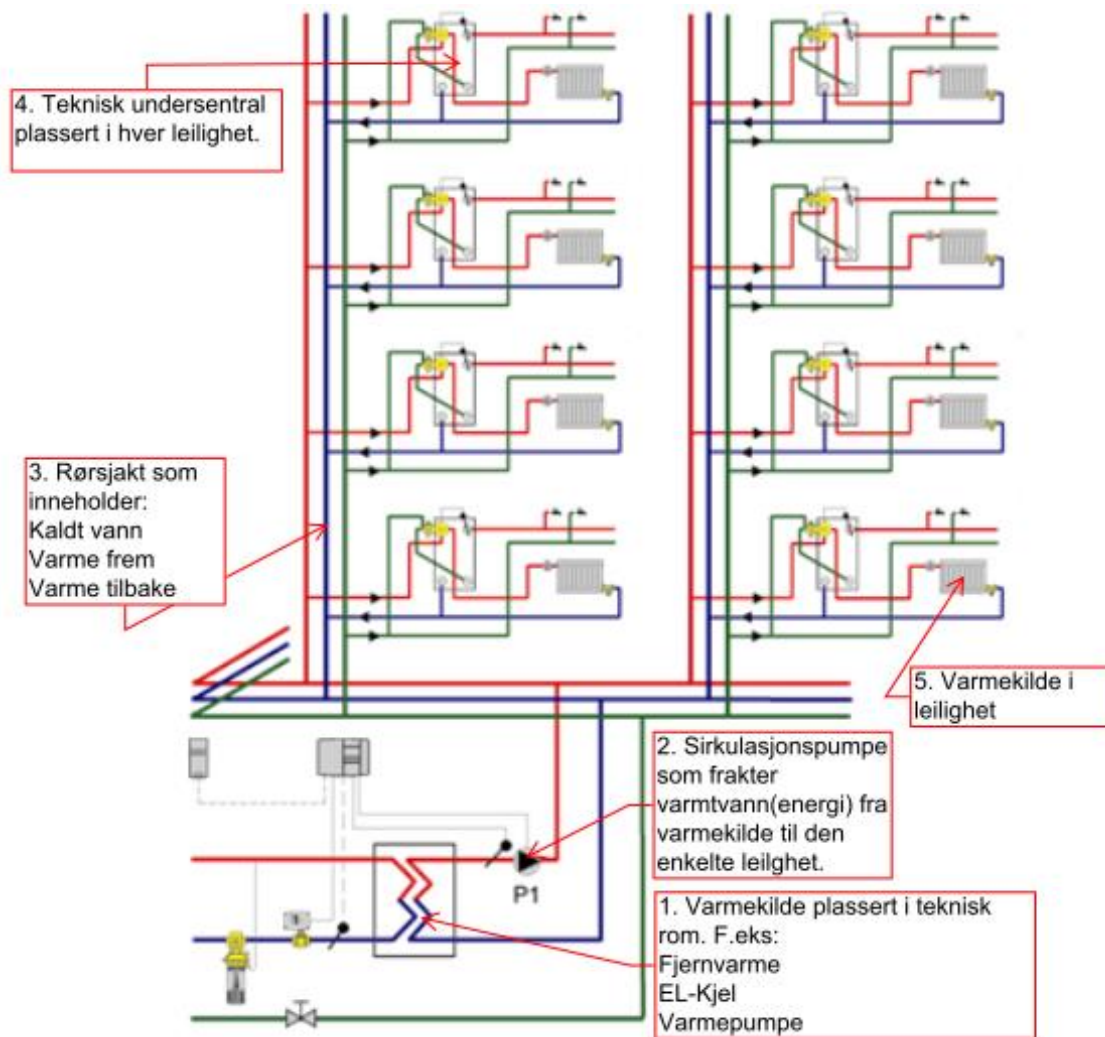 4. Teknisk undersentral
plassert i hver leilighet.
3. Rørsjakt som
inneholder:
Kaldt vann
Varme frem
Varme tilbake
5. Varmekilde i
leilighet
2. Sirkulasjonspumpe
som frakter
varmtvann(energi) fra
varmekilde til den
enkelte leilghet.
P1
1. Varmekilde plassert i teknisk
rom. F.eks:
Fjernvarme
EL-Kjel
Varmepumpe